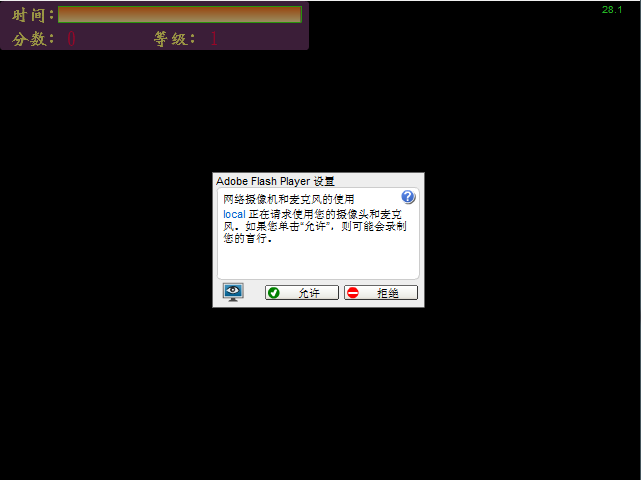 时间:
28.1
分数: 0 等级: 1
Adobe Flash Player 设置
网络摄像机和麦克风的使用
local 正在请求使用您的摄像头和麦克
风。如果您单击“允许”，则可能会录制
您的音行。
允许 拒绝